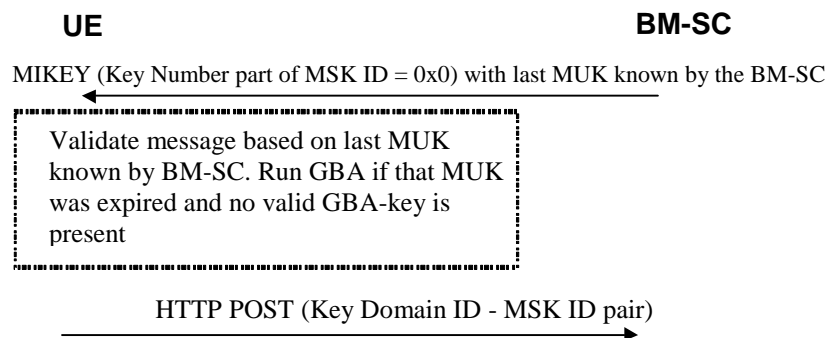 UE
BM-SC
MIKEY (Key Number part of MSK ID = 0x0) with last MUK known by the BM-SC
Validate message based on last MUK
known by BM-SC. Run GBA if that MUK
was expired and no valid GBA-key is
present
HTTP POST (Key Domain ID - MSK ID pair)